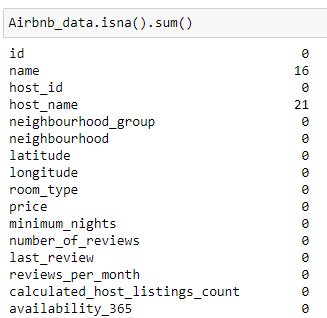 Airbnb_data.isna().sum()
id 0
name 16
host_id 0
host_name 21
neighbourhood_group 0
neighbourhood 0
latitude 0
longitude 0
room_type 0
price 0
minimum_nights 0
number_of_reviews 0
last_review 0
reviews_per_month 0
calculated_host_listings_count 0
availability_365 0